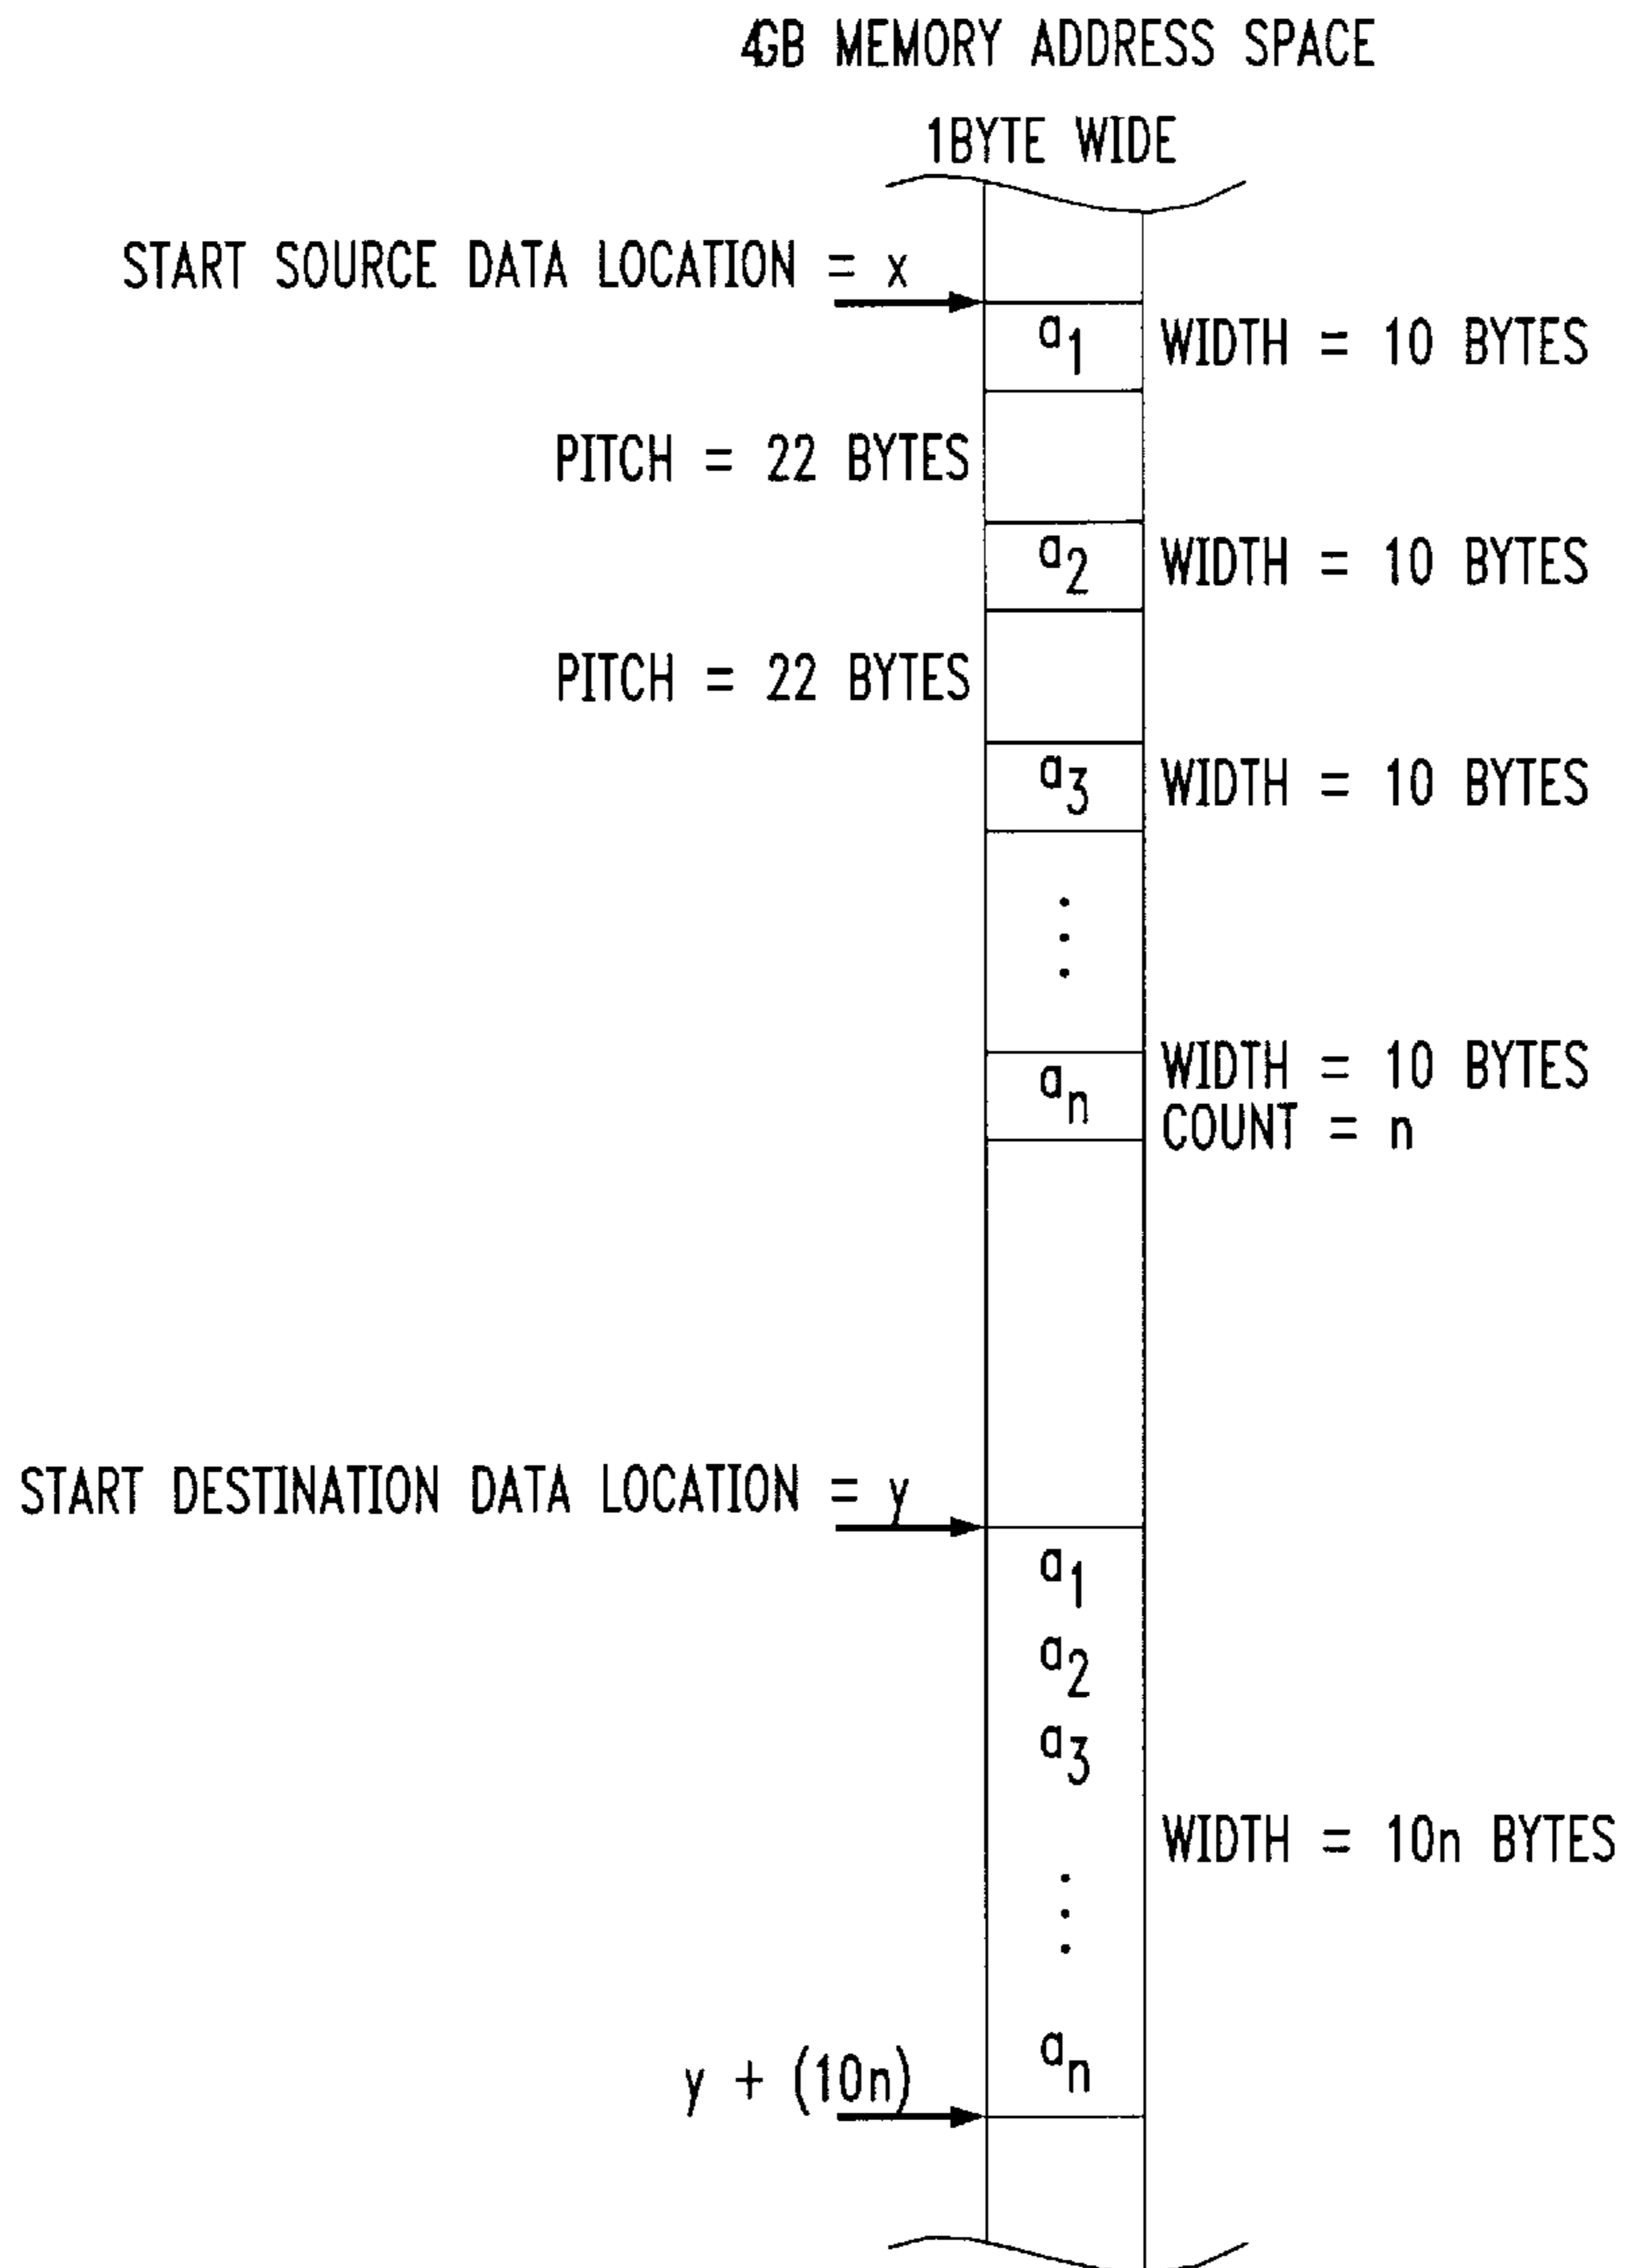 4GB MEMORY ADDRESS SPACE
1BYTE WIDE
START SOURCE DATA LOCATION = x
a1 WIDTH = 10 BYTES
PITCH = 22 BYTES
a2 WIDTH = 10 BYTES
PITCH = 22 BYTES
a3 WIDTH = 10 BYTES
an WIDTH = 10 BYTES
COUNT = n
START DESTINATION DATA LOCATION = y
a1
a2
a3
WIDTH = 10n BYTES
an
y + (10n)